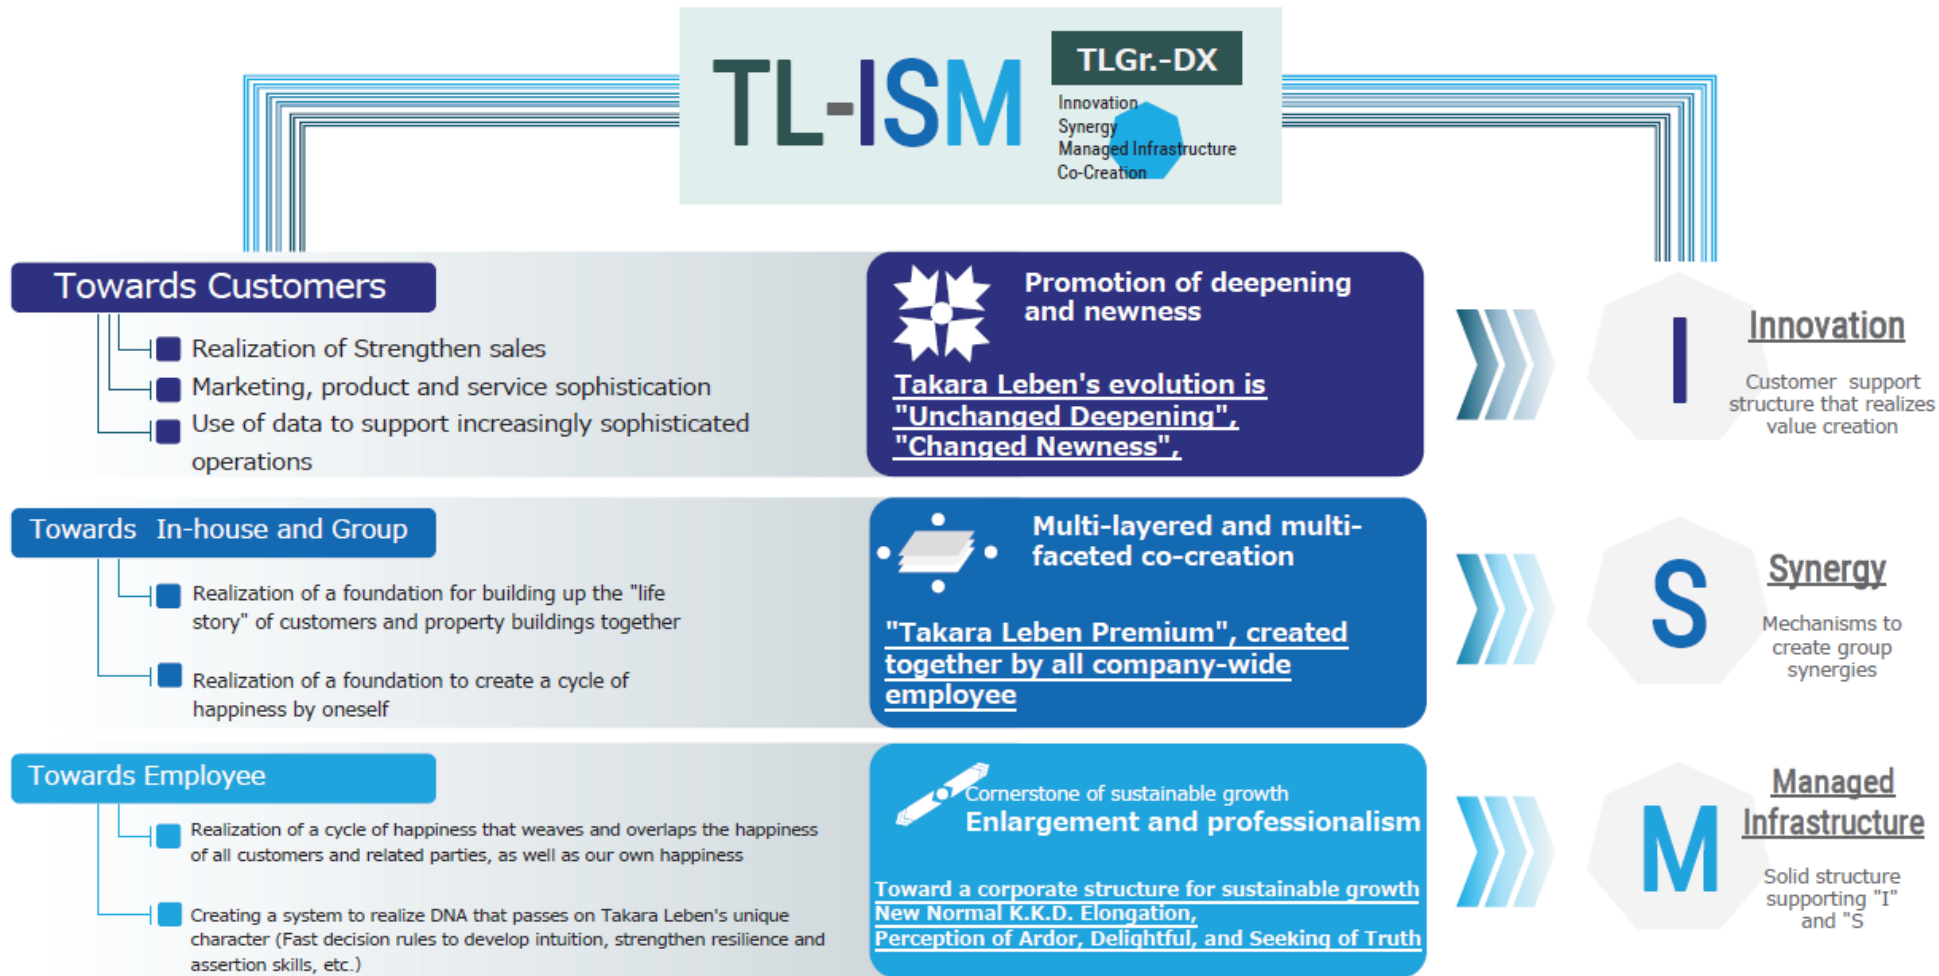 TL-ISM
TLGr.-DX
Innovation
Synergy
Managed Infrastructure
Co-Creation
Towards Customers
Realization of Strengthen sales
Marketing, product and service sophistication
Use of data to support increasingly sophisticated
operations
Promotion of deepening
and newness
Takara Leben's evolution is
"Unchanged Deepening",
"Changed Newness",
I
Innovation
Customer support
structure that realizes
value creation
Towards In-house and Group
Realization of a foundation for building up the "life
story" of customers and property buildings together
Realization of a foundation to create a cycle of
happiness by oneself
Multi-layered and multi-
faceted co-creation
"Takara Leben Premium", created
together by all company-wide
employee
S
Synergy
Mechanisms to
create group
synergies
Towards Employee
Realization of a cycle of happiness that weaves and overlaps the happiness
of all customers and related parties, as well as our own happiness
Creating a system to realize DNA that passes on Takara Leben's unique
character (Fast decision rules to develop intuition, strengthen resilience and
assertion skills, etc.)
Cornerstone of sustainable growth
Enlargement and professionalism
Toward a corporate structure for sustainable growth
New Normal K.K.D. Elongation,
Perception of Ardor, Delightful, and Seeking of Truth
M
Managed
Infrastructure
Solid structure
supporting "I"
and "S